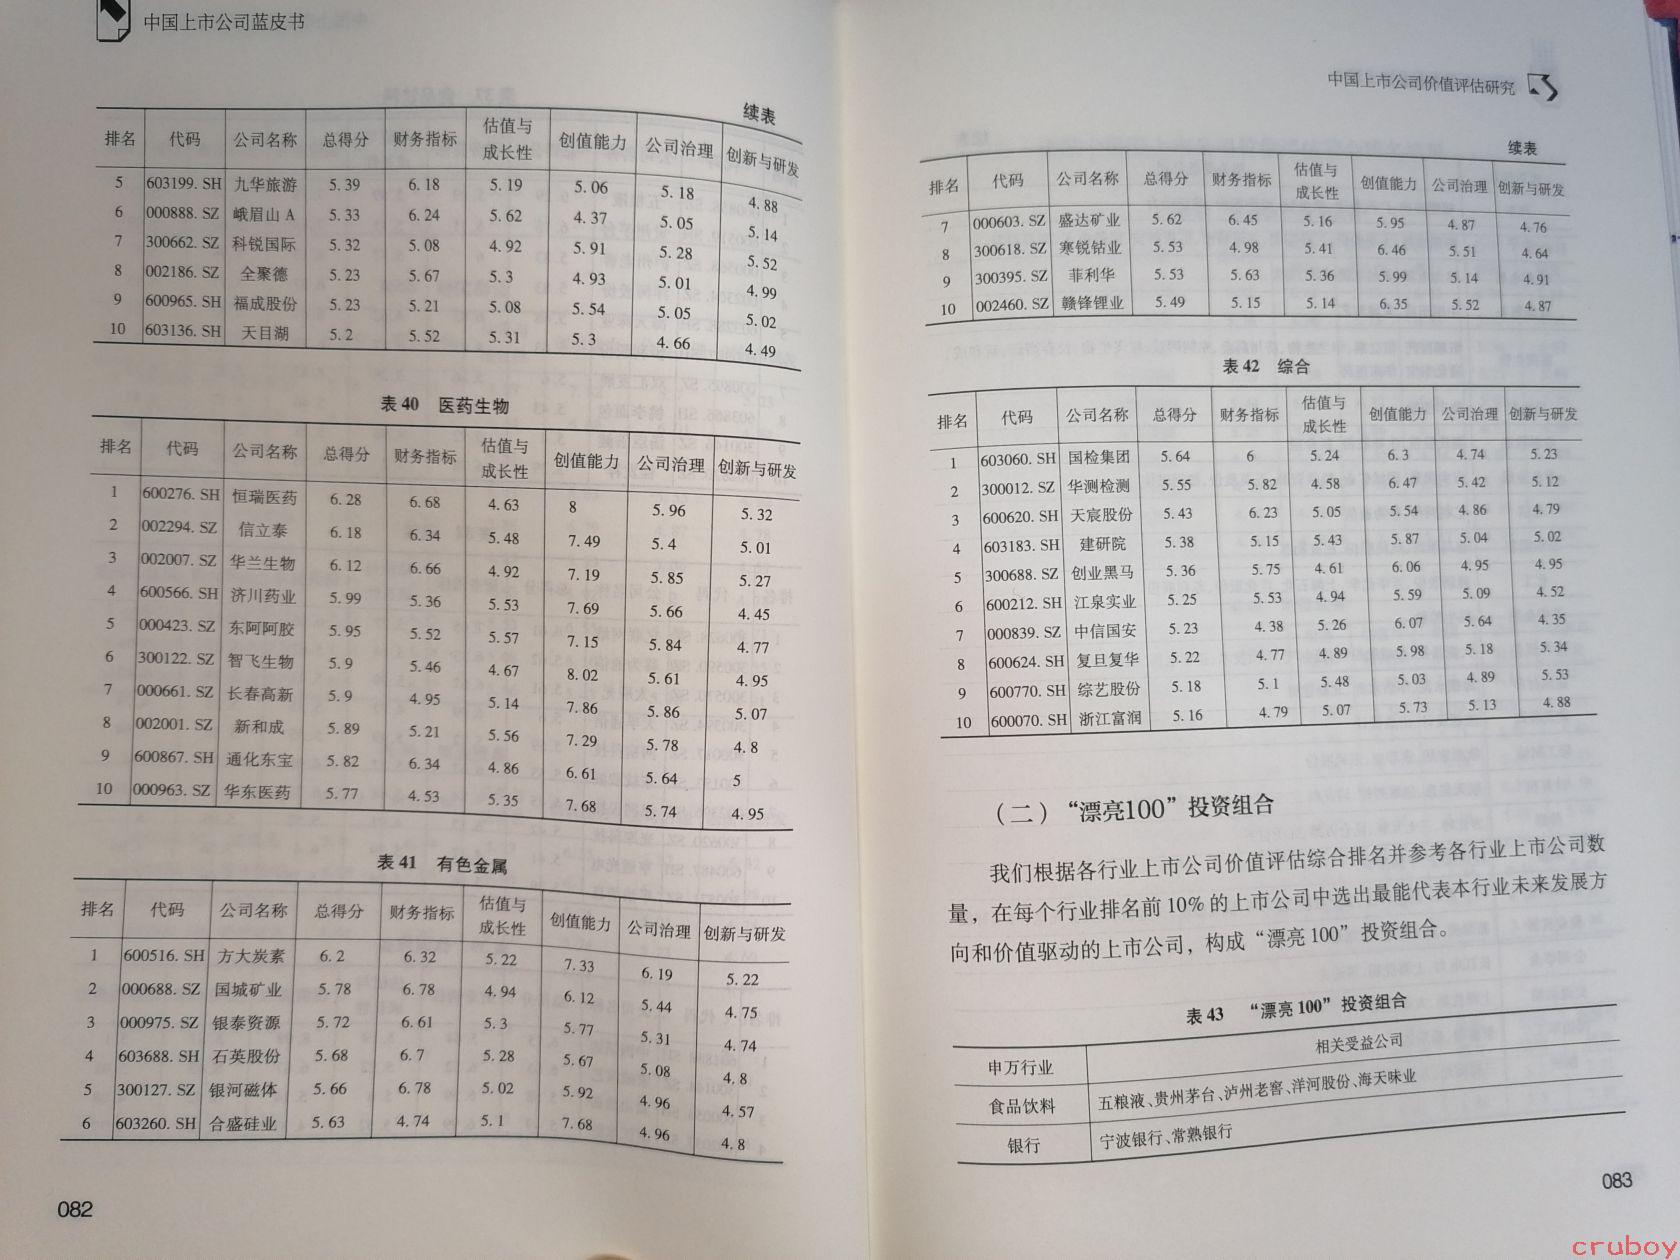 中国上市公司蓝皮书
续表
排名 代码 公司名称 总得分 财务指标 估值与成长性 创值能力 公司治理 创新与研发
5 603199. SH 九华旅游 5. 39 6. 18 5. 19 5. 06 5. 18 4. 88
6 000888. SZ 峨眉山 A 5. 33 6. 24 5. 62 4. 37 5. 05 5. 14
7 300662. SZ 科锐国际 5. 32 5. 08 4. 92 5. 91 5. 28 5. 52
8 002186. SZ 全聚德 5. 23 5. 67 5. 3 4. 93 5. 01 4. 99
9 600965. SH 福成股份 5. 23 5. 21 5. 08 5. 54 5. 05 5. 02
10 603136. SH 天目湖 5. 2 5. 52 5. 31 5. 3 4. 66 4. 49
表 40 医药生物
排名 代码 公司名称 总得分 财务指标 估值与成长性 创值能力 公司治理 创新与研发
1 600276. SH 恒瑞医药 6. 28 6. 68 4. 63 8 5. 96 5. 32
2 002294. SZ 信立泰 6. 18 6. 34 5. 48 7. 49 5. 4 5. 01
3 002007. SZ 华兰生物 6. 12 6. 66 4. 92 7. 19 5. 85 5. 27
4 600566. SH 济川药业 5. 99 5. 36 5. 53 7. 69 5. 66 4. 45
5 000423. SZ 东阿阿胶 5. 95 5. 52 5. 57 7. 15 5. 84 4. 77
6 300122. SZ 智飞生物 5. 9 5. 46 4. 67 8. 02 5. 61 4. 95
7 000661. SZ 长春高新 5. 9 4. 95 5. 14 7. 86 5. 86 5. 07
8 002001. SZ 新和成 5. 89 5. 21 5. 56 7. 29 5. 78 4. 8
9 600867. SH 通化东宝 5. 82 6. 34 4. 86 6. 61 5. 64 5
10 000963. SZ 华东医药 5. 77 4. 53 5. 35 7. 68 5. 74 4. 95
表 41 有色金属
排名 代码 公司名称 总得分 财务指标 估值与成长性 创值能力 公司治理 创新与研发
1 600516. SH 方大炭素 6. 2 6. 32 5. 22 7. 33 6. 19 5. 22
2 000688. SZ 国城矿业 5. 78 6. 78 4. 94 6. 12 5. 44 4. 75
3 000975. SZ 银泰资源 5. 72 6. 61 5. 3 5. 77 5. 31 4. 74
4 603688. SH 石英股份 5. 68 6. 7 5. 28 5. 67 5. 08 4. 8
5 300127. SZ 银河磁体 5. 66 6. 78 5. 02 5. 92 4. 96 4. 57
6 603260. SH 合盛硅业 5. 63 4. 74 5. 1 7. 68 4. 96 4. 8
082
中国上市公司价值评估研究
续表
排名 代码 公司名称 总得分 财务指标 估值与成长性 创值能力 公司治理 创新与研发
7 000603. SZ 盛达矿业 5. 62 6. 45 5. 16 5. 95 4. 87 4. 76
8 300618. SZ 寒锐钴业 5. 53 4. 98 5. 41 6. 46 5. 51 4. 64
9 300395. SZ 菲利华 5. 53 5. 63 5. 36 5. 99 5. 14 4. 91
10 002460. SZ 赣锋锂业 5. 49 5. 15 5. 14 6. 35 5. 52 4. 87
表 42 综合
排名 代码 公司名称 总得分 财务指标 估值与成长性 创值能力 公司治理 创新与研发
1 603060. SH 国检集团 5. 64 6 5. 24 6. 3 4. 74 5. 23
2 300012. SZ 华测检测 5. 55 5. 82 4. 58 6. 47 5. 42 5. 12
3 600620. SH 天宸股份 5. 43 6. 23 5. 05 5. 54 4. 86 4. 79
4 603183. SH 建研院 5. 38 5. 15 5. 43 5. 87 5. 04 5. 02
5 300688. SZ 创业黑马 5. 36 5. 75 4. 61 6. 06 4. 95 4. 95
6 600212. SH 江泉实业 5. 25 5. 53 4. 94 5. 59 5. 09 4. 52
7 000839. SZ 中信国安 5. 23 4. 38 5. 26 6. 07 5. 64 4. 35
8 600624. SH 复旦复华 5. 22 4. 77 4. 89 5. 98 5. 18 5. 34
9 600770. SH 综艺股份 5. 18 5. 1 5. 48 5. 03 4. 89 5. 53
10 600070. SH 浙江富润 5. 16 4. 79 5. 07 5. 73 5. 13 4. 88
（二）“漂亮100”投资组合
我们根据各行业上市公司价值评估综合排名并参考各行业上市公司数
量，在每个行业排名前 10% 的上市公司中选出最能代表本行业未来发展方
向和价值驱动的上市公司，构成“漂亮 100”投资组合。
表 43 “漂亮 100”投资组合
申万行业 相关受益公司
食品饮料 五粮液、贵州茅台、泸州老窖、洋河股份、海天味业
银行 宁波银行、常熟银行
083
cruboy